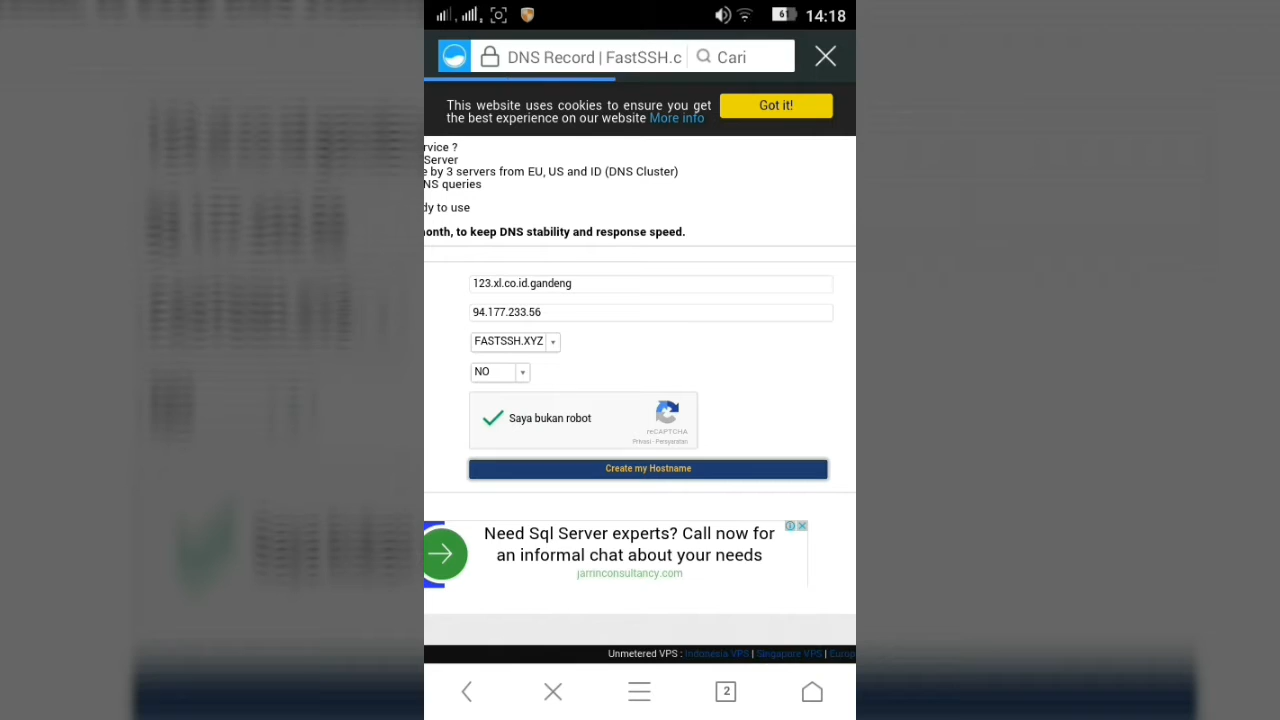 14:18
DNS Record | FastSSH.c
Cari
This website uses cookies to ensure you get
the best experience on our website More info
Got it!
rvice ?
Server
e by 3 servers from EU, US and ID (DNS Cluster)
NS queries
dy to use
onth, to keep DNS stability and response speed.
123.xl.co.id.gandeng
94.177.233.56
FASTSSH.XYZ
NO
Saya bukan robot
reCAPTCHA
Privasi - Persyaratan
Create my Hostname
Need Sql Server experts? Call now for
an informal chat about your needs
jarrinconsultancy.com
Unmetered VPS : Indonesia VPS | Singapore VPS | Europ
2